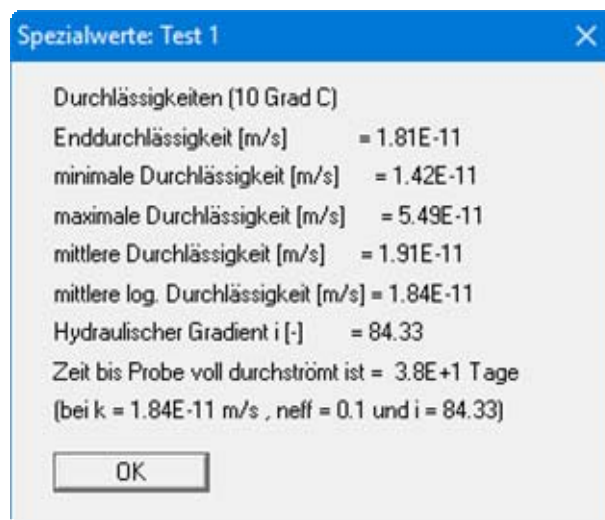 Spezialwerte: Test 1
Durchlässigkeiten (10 Grad C)
Enddurchlässigkeit [m/s] = 1.81E-11
minimale Durchlässigkeit [m/s] = 1.42E-11
maximale Durchlässigkeit [m/s] = 5.49E-11
mittlere Durchlässigkeit [m/s] = 1.91E-11
mittlere log. Durchlässigkeit [m/s] = 1.84E-11
Hydraulischer Gradient i [-] = 84.33
Zeit bis Probe voll durchströmt ist = 3.8E+1 Tage
(bei k = 1.84E-11 m/s , neff = 0.1 und i = 84.33)
OK